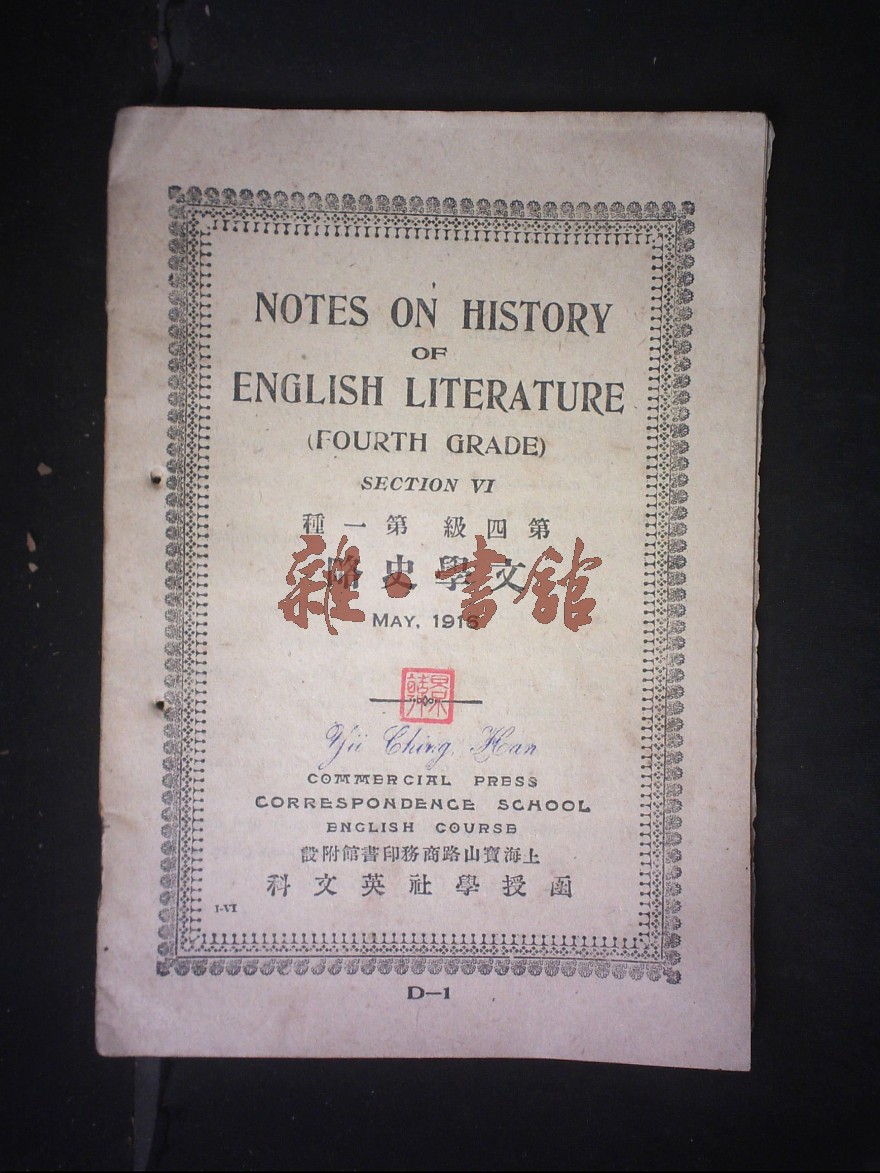 NOTES ON HISTORY
OF
ENGLISH LITERATURE
(FOURTH GRADE)
SECTION VI
第四級 第一種
文學史略
雜·書館
MAY, 1916
Yü Ching Han
COMMERCIAL PRESS
CORRESPONDENCE SCHOOL
ENGLISH COURSE
上海寶山路商務印書館附設
函授學社英文科
I-VI
D—1